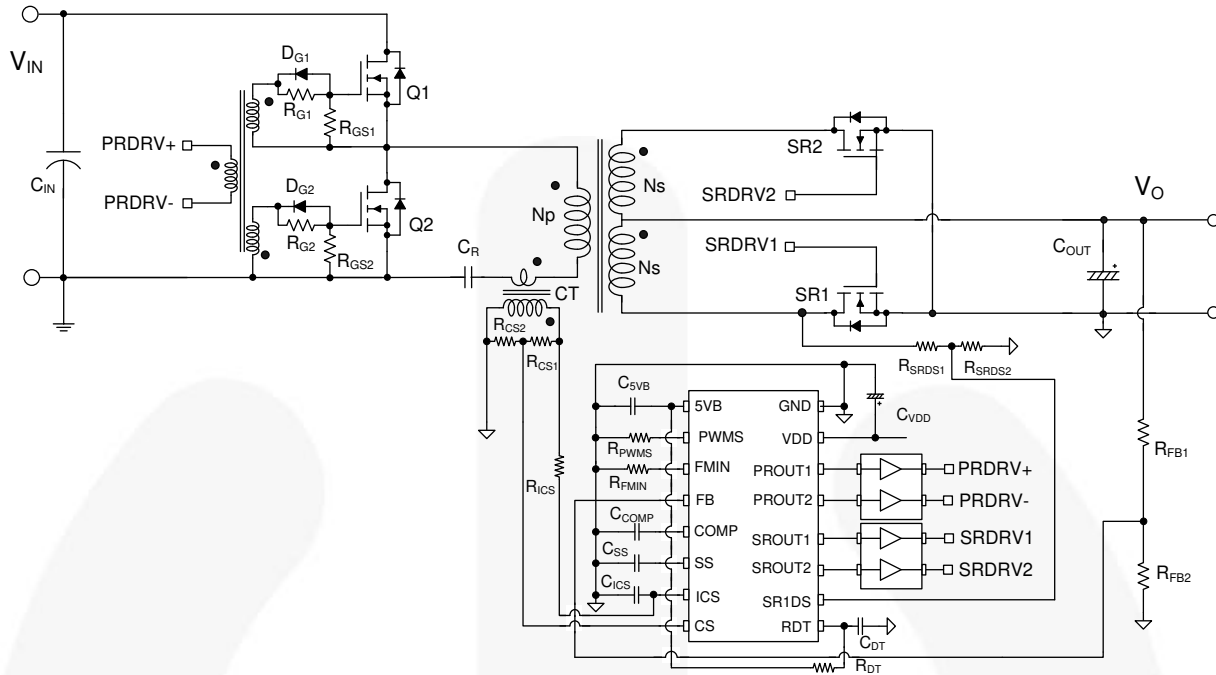 VIN
CIN
PRDRV+
PRDRV-
DG1
RG1
RGS1
Q1
DG2
RG2
RGS2
Q2
CR
CT
Np
Ns
Ns
SR2
SRDRV2
SRDRV1
SR1
VO
COUT
RCS2
RCS1
RICS
RSRDS1
RSRDS2
RFB1
RFB2
C5VB
RPWMS
RFMIN
CCOMP
CSS
CICS
5VB
PWMS
FMIN
FB
COMP
SS
ICS
CS
GND
VDD
PROUT1
PROUT2
SROUT1
SROUT2
SR1DS
RDT
CVDD
PRDRV+
PRDRV-
SRDRV1
SRDRV2
CDT
RDT